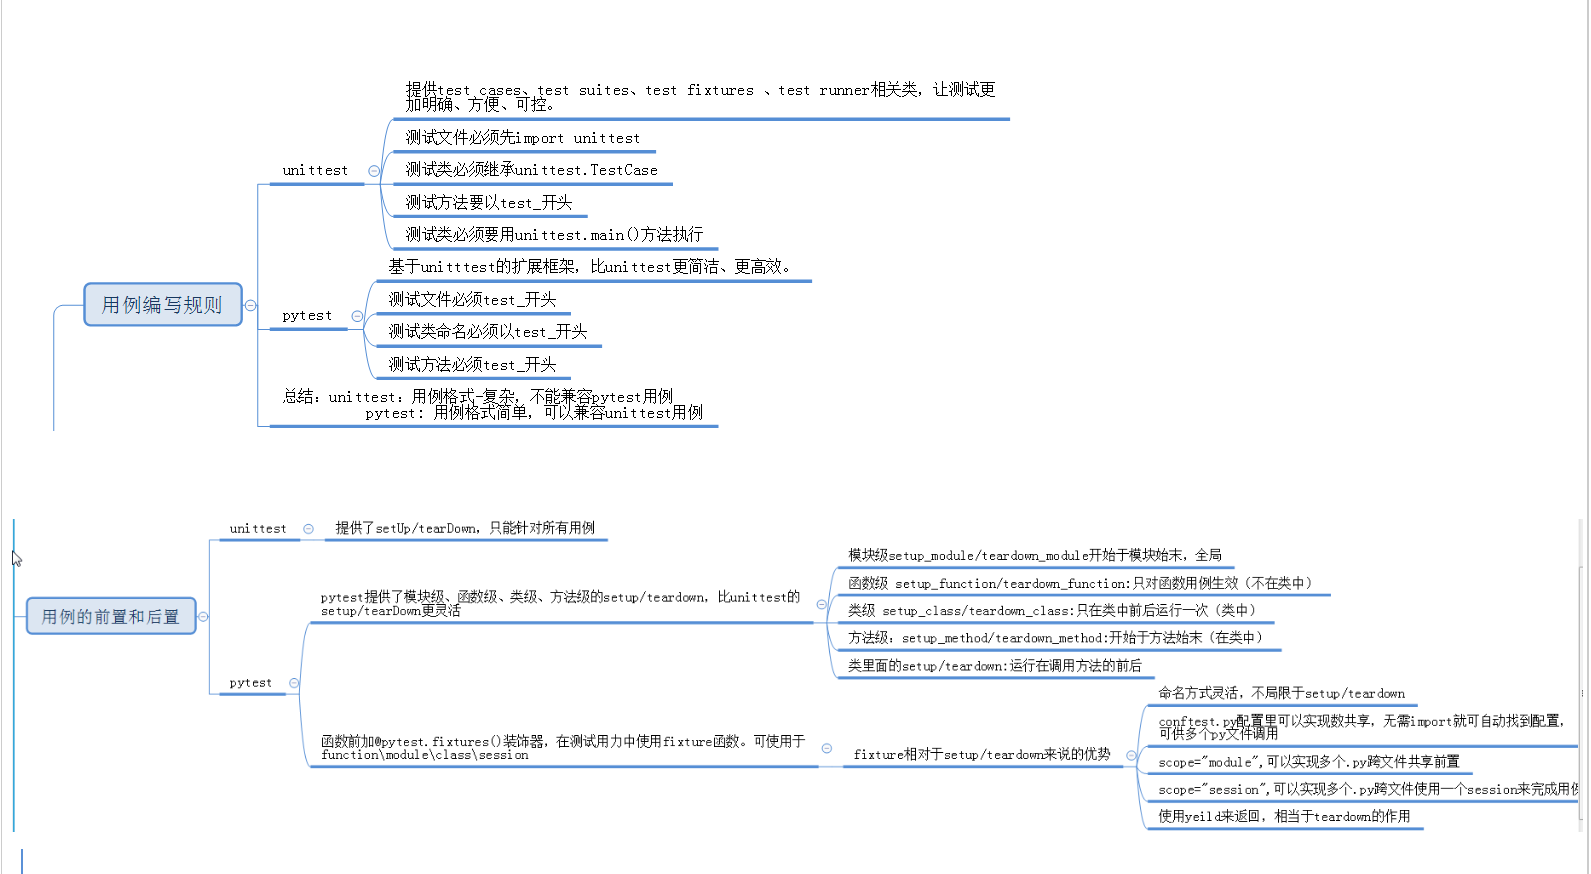 提供test cases、test suites、test fixtures 、test runner相关类，让测试更
加明确、方便、可控。
测试文件必须先import unittest
unittest
测试类必须继承unittest.TestCase
测试方法要以test_开头
测试类必须要用unittest.main()方法执行
基于unitttest的扩展框架，比unittest更简洁、更高效。
用例编写规则
测试文件必须test_开头
pytest
测试类命名必须以test_开头
测试方法必须test_开头
总结：unittest：用例格式-复杂，不能兼容pytest用例
pytest: 用例格式简单，可以兼容unittest用例
unittest
提供了setUp/tearDown，只能针对所有用例
模块级setup_module/teardown_module开始于模块始末，全局
函数级 setup_function/teardown_function:只对函数用例生效（不在类中）
pytest提供了模块级、函数级、类级、方法级的setup/teardown，比unittest的
setup/tearDown更灵活
类级 setup_class/teardown_class:只在类中前后运行一次（类中）
用例的前置和后置
方法级：setup_method/teardown_method:开始于方法始末（在类中）
类里面的setup/teardown:运行在调用方法的前后
pytest
命名方式灵活，不局限于setup/teardown
conftest.py配置里可以实现数共享，无需import就可自动找到配置，
可供多个py文件调用
函数前加@pytest.fixtures()装饰器，在测试用力中使用fixture函数。可使用于
function\module\class\session
fixture相对于setup/teardown来说的优势
scope="module",可以实现多个.py跨文件共享前置
scope="session",可以实现多个.py跨文件使用一个session来完成用
使用yeild来返回，相当于teardown的作用